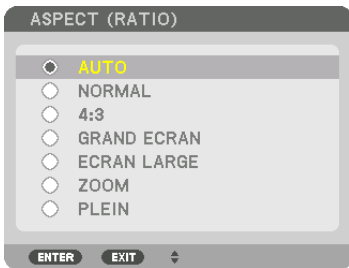 ASPECT (RATIO)
AUTO
NORMAL
4:3
GRAND ECRAN
ECRAN LARGE
ZOOM
PLEIN
ENTER EXIT